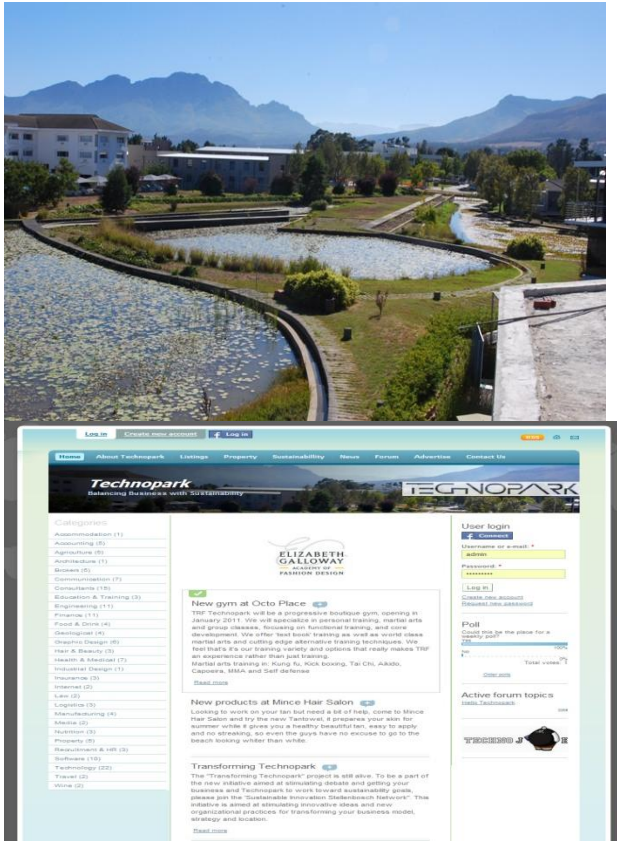 Log in Create new account Log in
Home About Technopark Listings Property Sustainability News Forum Advertise Contact Us
Technopark
Balancing Business with Sustainability
TECHNOPARK
Categories
Accommodation (1)
Accounting (5)
Agriculture (5)
Architecture (1)
Brokers (5)
Communication (7)
Consultants (15)
Education & Training (3)
Engineering (11)
Finance (11)
Food & Drink (4)
Geological (4)
Graphic Design (6)
Hair & Beauty (3)
Health & Medical (7)
Industrial Design (1)
Insurance (3)
Internet (2)
Law (2)
Logistics (3)
Manufacturing (4)
Media (2)
Nutrition (3)
Property (5)
Recruitment & HR (3)
Software (19)
Technology (22)
Travel (2)
Wine (2)
ELIZABETH
GALLOWAY
ACADEMY OF
FASHION DESIGN
New gym at Octo Place
TRF Technopark will be a progressive boutique gym, opening in
January 2011. We will specialize in personal training, martial arts
and group classes, focusing on functional training, and core
development. We offer 'text book' training as well as world class
martial arts and cutting edge alternative training techniques. We
feel that's it's our training variety and options that really makes TRF
an experience rather than just training.
Martial arts training in: Kung fu, Kick boxing, Tai Chi, Aikido,
Capoeira, MMA and Self defense
Read more
New products at Mince Hair Salon
Looking to work on your tan but need a bit of help, come to Mince
Hair Salon and try the new Tantowel, it prepares your skin for
summer while it gives you a healthy beautiful tan, easy to apply
and no streaking, so even the guys have no excuse to go to the
beach looking whiter than white.
Transforming Technopark
The "Transforming Technopark" project is still alive. To be a part of
the new initiative aimed at stimulating debate and getting your
business and Technopark to work toward sustainability goals,
please join the "Sustainable Innovation Stellenbosch Network". This
initiative is aimed at stimulating innovative ideas and new
organizational practices for transforming your business model,
strategy and location.
Read more
User login
Connect
Username or e-mail: *
admin
Password: *
Log in
Create new account
Request new password
Poll
Could this be the place for a
weekly poll?
Yes
100%
No
0%
Total votes: 1
Older polls
Active forum topics
Hello Technopark
more
TECHNO J E